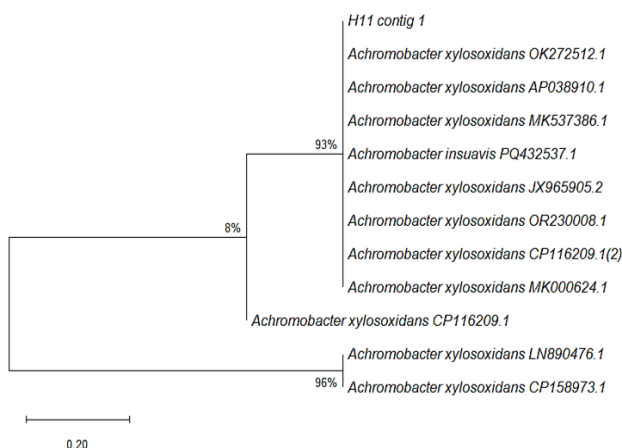 H11 contig 1
Achromobacter xylosoxidans OK272512.1
Achromobacter xylosoxidans AP038910.1
Achromobacter xylosoxidans MK537386.1
93%
Achromobacter insuavis PQ432537.1
Achromobacter xylosoxidans JX965905.2
8%
Achromobacter xylosoxidans OR230008.1
Achromobacter xylosoxidans CP116209.1(2)
Achromobacter xylosoxidans MK000624.1
Achromobacter xylosoxidans CP116209.1
Achromobacter xylosoxidans LN890476.1
96%
Achromobacter xylosoxidans CP158973.1
0.20